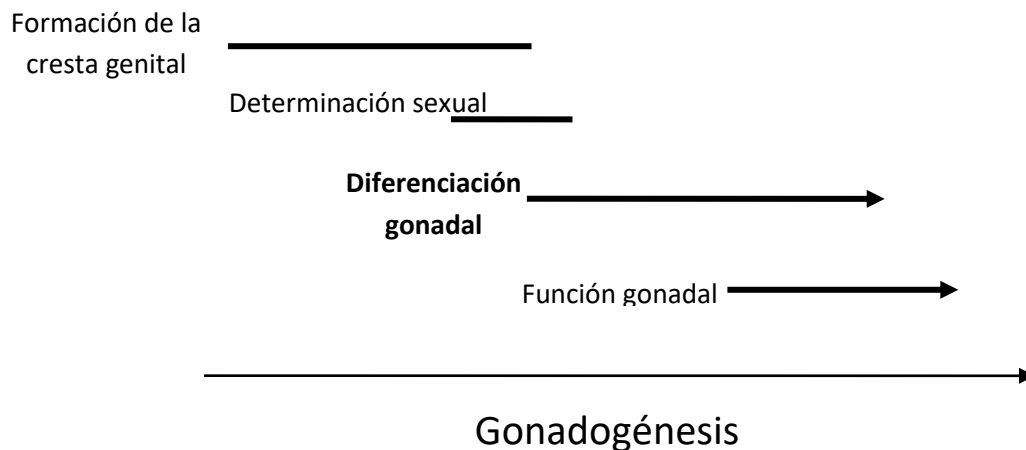 Formación de la
cresta genital
Determinación sexual
Diferenciación
gonadal
Función gonadal
Gonadogénesis